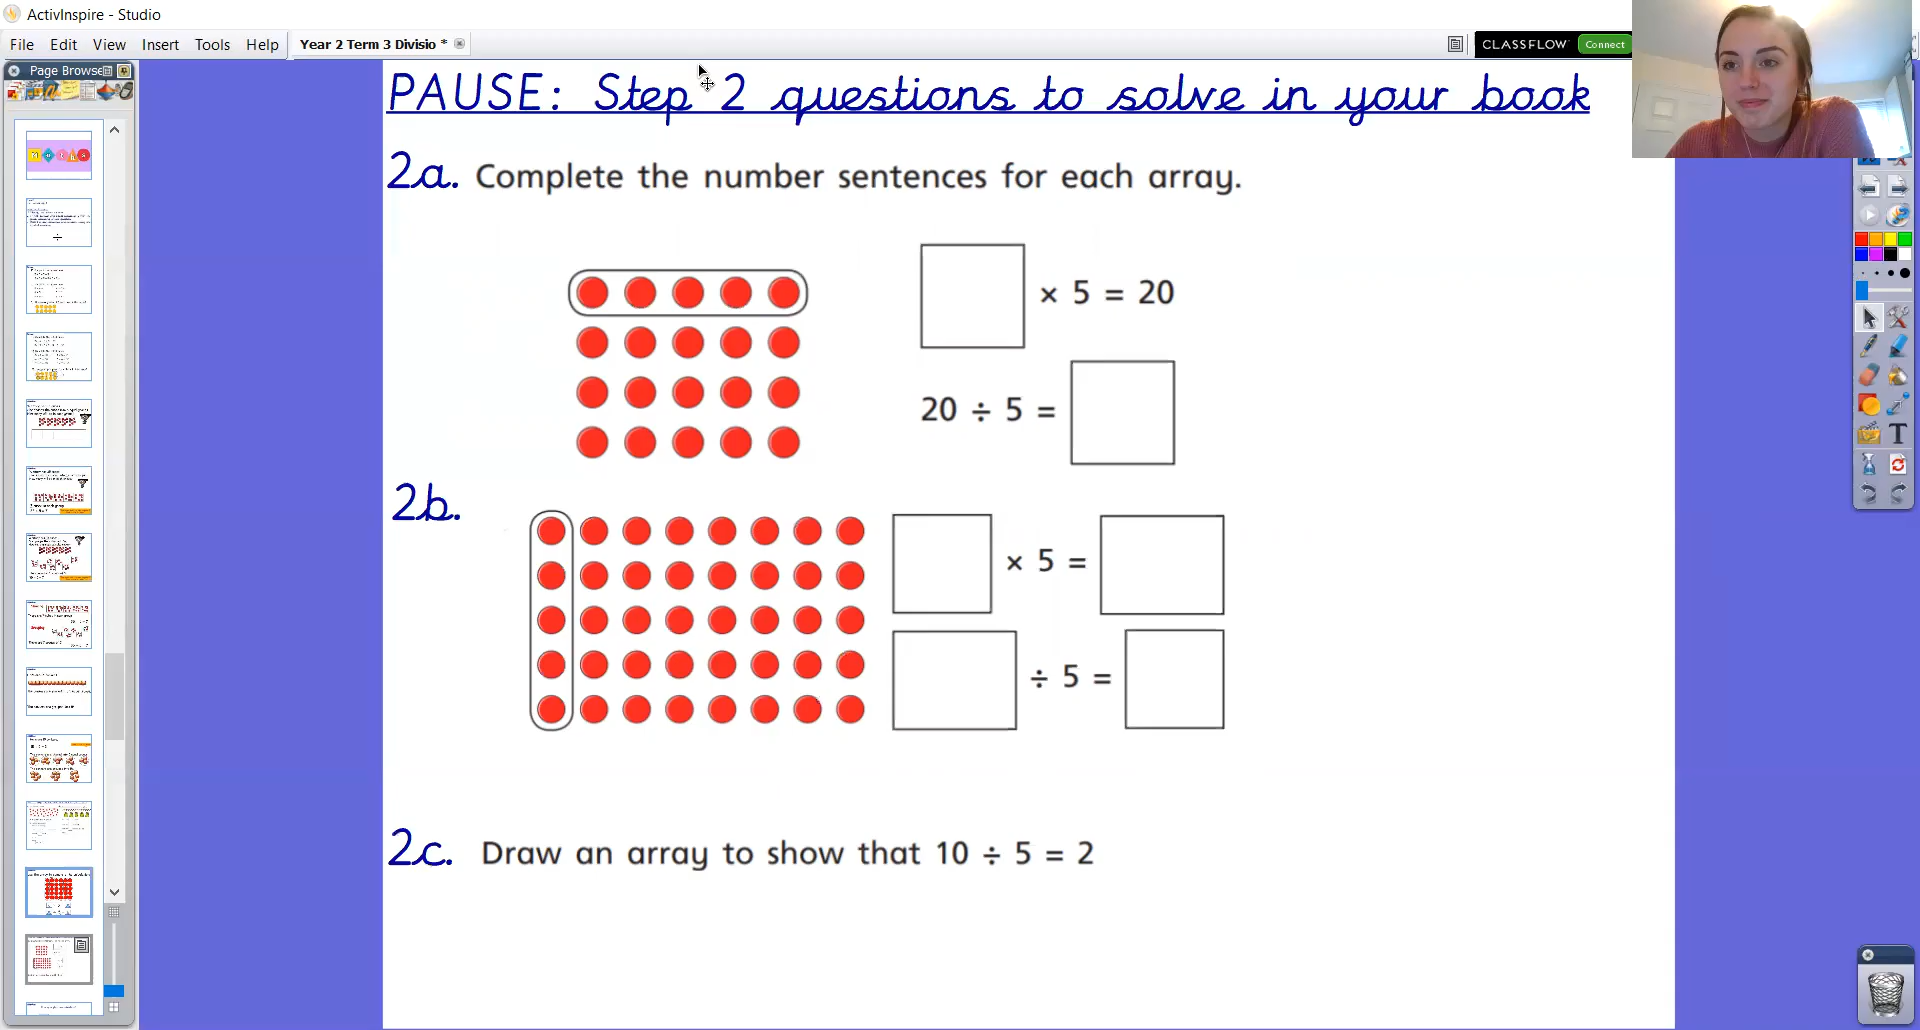 ActivInspire - Studio
File Edit View Insert Tools Help Year 2 Term 3 Divisio *
CLASSFLOW Connect
Page Browse
PAUSE: Step 2 questions to solve in your book
2a. Complete the number sentences for each array.
× 5 = 20
20 ÷ 5 =
2b.
× 5 =
÷ 5 =
2c. Draw an array to show that 10 ÷ 5 = 2
T